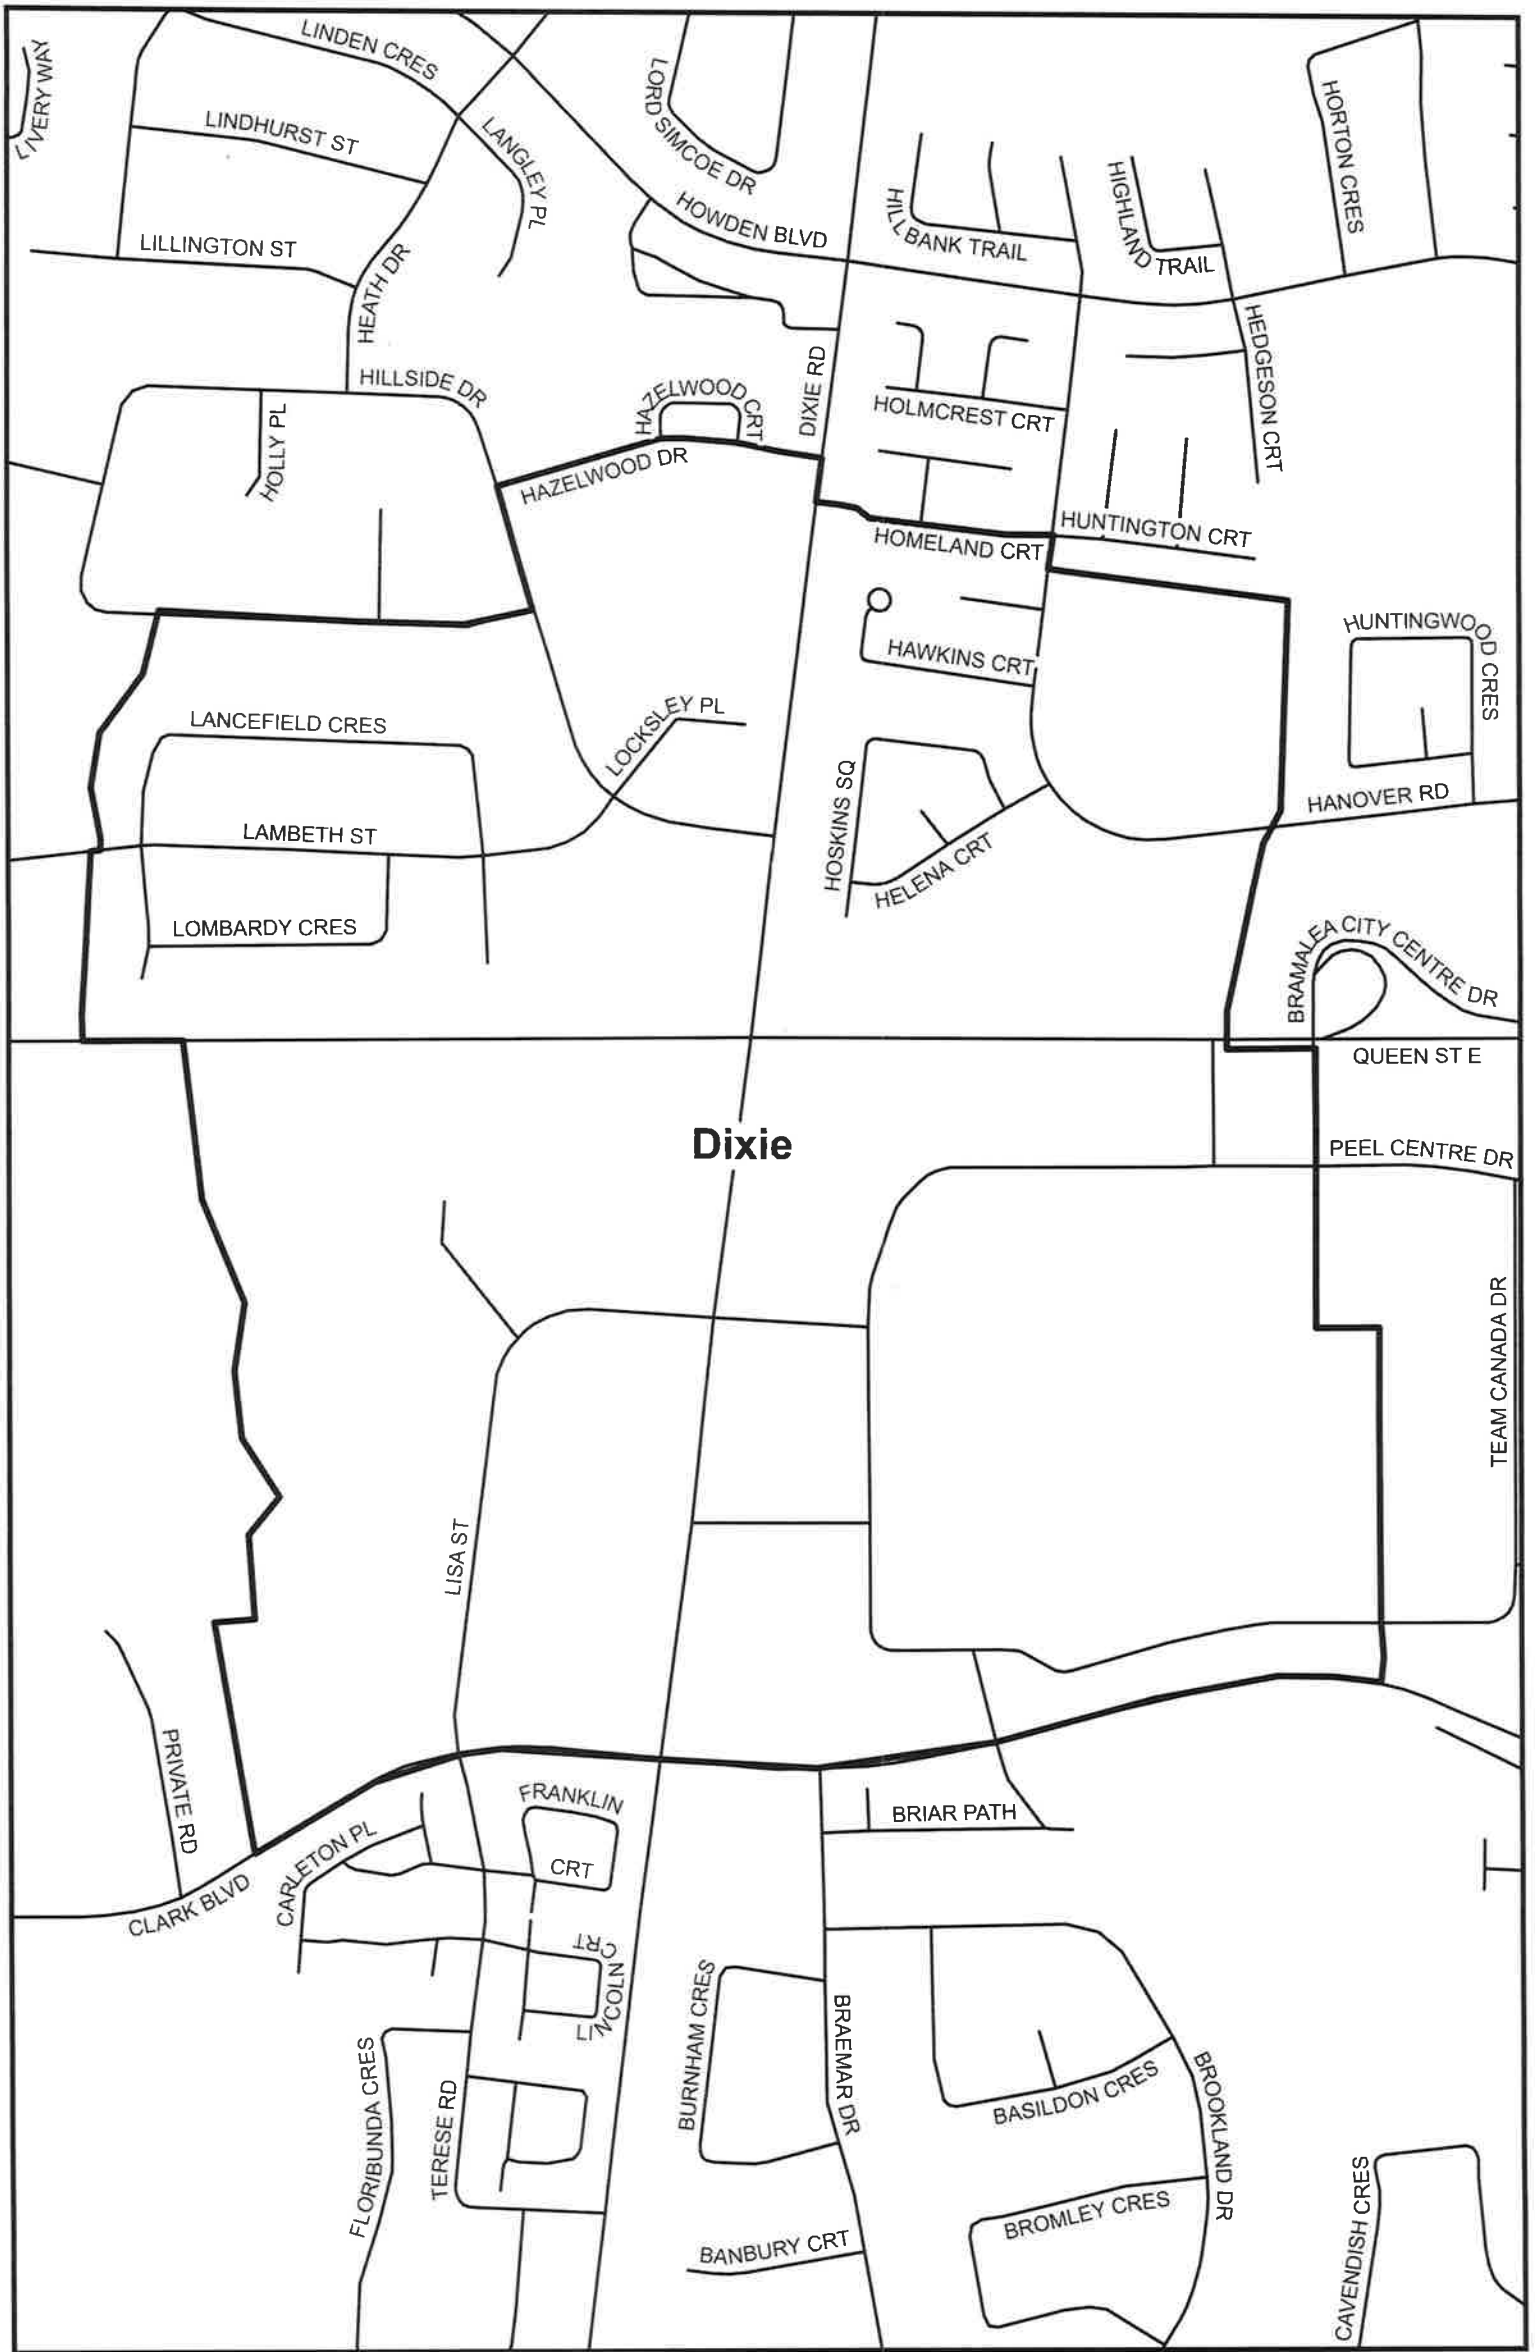 LIVERY WAY
LINDEN CRES
LINDHURST ST
LANGLEY PL
LILLINGTON ST
HEATH DR
LORD SIMCOE DR
HOWDEN BLVD
HILLBANK TRAIL
HIGHLAND TRAIL
HORTON CRES
HEDGESON CRT
HILLSIDE DR
HOLLY PL
HAZELWOOD CRT
HAZELWOOD DR
DIXIE RD
HOLMCREST CRT
HUNTINGTON CRT
HOMELAND CRT
HAWKINS CRT
HUNTINGWOOD CRES
LANCEFIELD CRES
LOCKSLEY PL
HOSKINS SQ
HELENA CRT
HANOVER RD
LAMBETH ST
LOMBARDY CRES
BRAMALEA CITY CENTRE DR
QUEEN ST E
Dixie
PEEL CENTRE DR
TEAM CANADA DR
LISA ST
PRIVATE RD
CLARK BLVD
CARLETON PL
FRANKLIN
CRT
BRIAR PATH
LINCOLN
CRT
FLORIBUNDA CRES
TERESE RD
BURNHAM CRES
BRAEMAR DR
BASILDON CRES
BROOKLAND DR
BROMLEY CRES
BANBURY CRT
CAVENDISH CRES